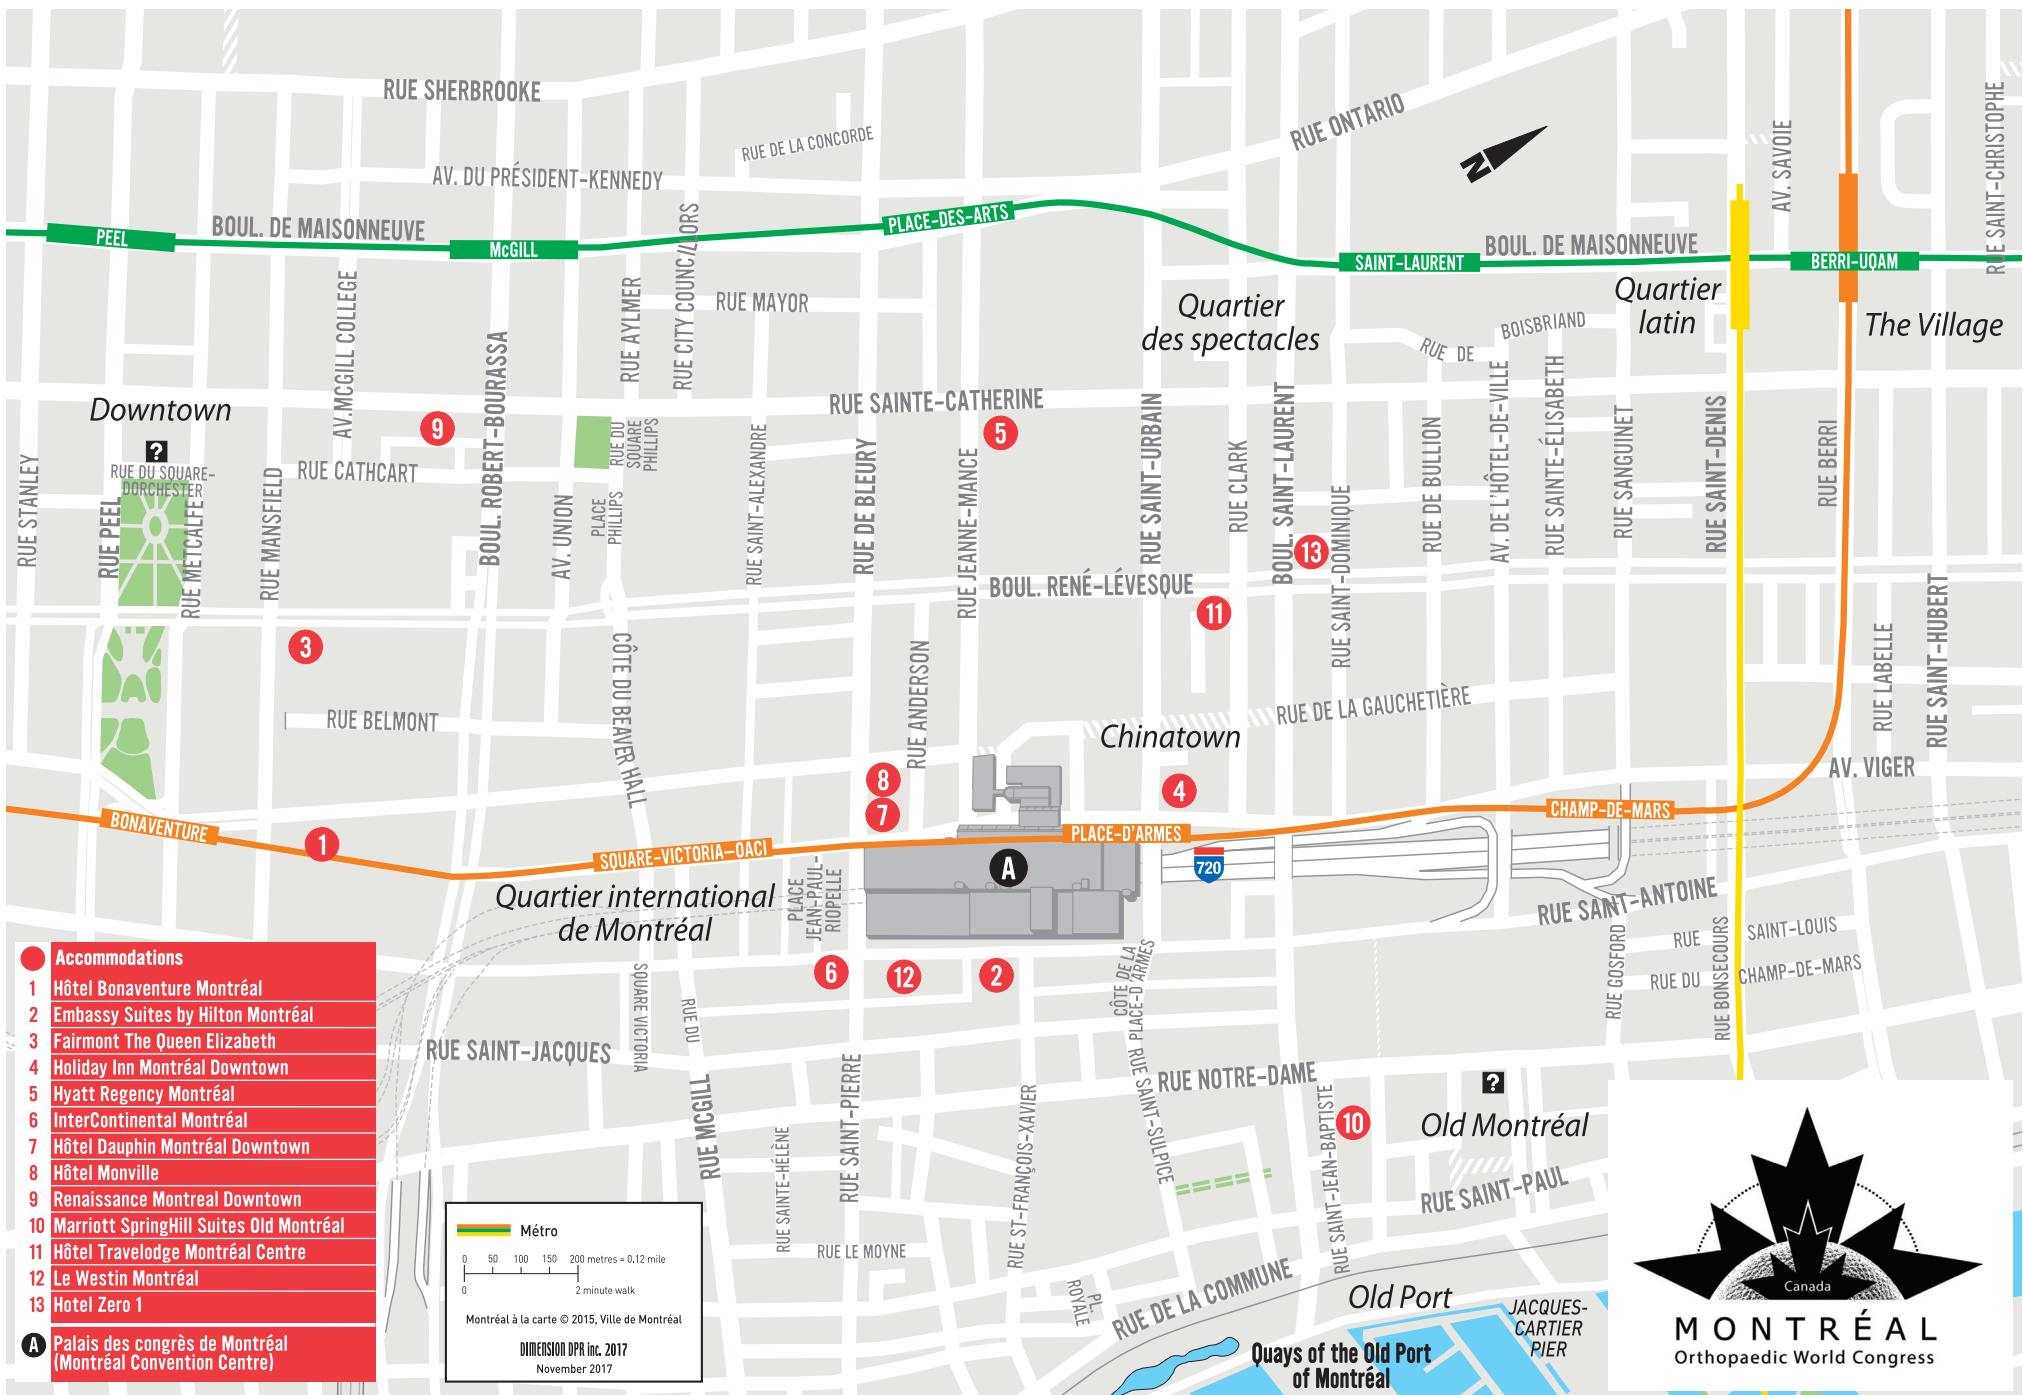 RUE SHERBROOKE
RUE DE LA CONCORDE
RUE ONTARIO
N
AV. DU PRÉSIDENT-KENNEDY
AV. SAVOIE
RUE SAINT-CHRISTOPHE
PEEL
BOUL. DE MAISONNEUVE
McGILL
PLACE-DES-ARTS
SAINT-LAURENT
BOUL. DE MAISONNEUVE
BERRI-UQAM
AV.MCGILL COLLEGE
BOUL. ROBERT-BOURASSA
RUE AYLMER
RUE CITY COUNCILLORS
RUE MAYOR
Quartier
des spectacles
Quartier
latin
The Village
RUE DE
BOISBRIAND
Downtown
?
RUE DU SQUARE-
DORCHESTER
RUE CATHCART
9
RUE DU
SQUARE
PHILLIPS
PLACE
PHILLIPS
RUE SAINTE-CATHERINE
5
RUE STANLEY
RUE PEEL
RUE METCALFE
RUE MANSFIELD
AV. UNION
RUE SAINT-ALEXANDRE
RUE DE BLEURY
RUE JEANNE-MANCE
RUE SAINT-URBAIN
RUE CLARK
BOUL. SAINT-LAURENT
13
RUE SAINT-DOMINIQUE
RUE DE BULLION
AV. DE L'HÔTEL-DE-VILLE
RUE SAINTE-ÉLISABETH
RUE SANGUINET
RUE SAINT-DENIS
RUE BERRI
BOUL. RENÉ-LÉVESQUE
11
3
CÔTE DU BEAVER HALL
RUE ANDERSON
RUE LABELLE
RUE SAINT-HUBERT
RUE BELMONT
RUE DE LA GAUCHETIÈRE
Chinatown
AV. VIGER
8
7
4
BONAVENTURE
1
SQUARE-VICTORIA-OACI
PLACE-D'ARMES
CHAMP-DE-MARS
A
720
Quartier international
de Montréal
PLACE
JEAN-PAUL-
RIOPELLE
RUE SAINT-ANTOINE
RUE SAINT-LOUIS
RUE DU CHAMP-DE-MARS
RUE GOSFORD
RUE BONSECOURS
6
12
2
CÔTE DE LA
PLACE-D'ARMES
SQUARE VICTORIA
RUE DU
RUE SAINT-JACQUES
RUE MCGILL
RUE SAINT-PIERRE
RUE SAINTE-HÉLÈNE
RUE ST-FRANÇOIS-XAVIER
RUE SAINT-SULPICE
RUE NOTRE-DAME
RUE SAINT-JEAN-BAPTISTE
10
?
Old Montréal
RUE SAINT-PAUL
RUE LE MOYNE
PL.
ROYALE
RUE DE LA COMMUNE
Old Port
JACQUES-
CARTIER
PIER
Quays of the Old Port
of Montréal
Accommodations
1 Hôtel Bonaventure Montréal
2 Embassy Suites by Hilton Montréal
3 Fairmont The Queen Elizabeth
4 Holiday Inn Montréal Downtown
5 Hyatt Regency Montréal
6 InterContinental Montréal
7 Hôtel Dauphin Montréal Downtown
8 Hôtel Monville
9 Renaissance Montreal Downtown
10 Marriott SpringHill Suites Old Montréal
11 Hôtel Travelodge Montréal Centre
12 Le Westin Montréal
13 Hotel Zero 1
A Palais des congrès de Montréal
(Montréal Convention Centre)
Métro
0 50 100 150 200 metres = 0.12 mile
0 2 minute walk
Montréal à la carte © 2015, Ville de Montréal
DIMENSION DPR inc. 2017
November 2017
Canada
MONTRÉAL
Orthopaedic World Congress